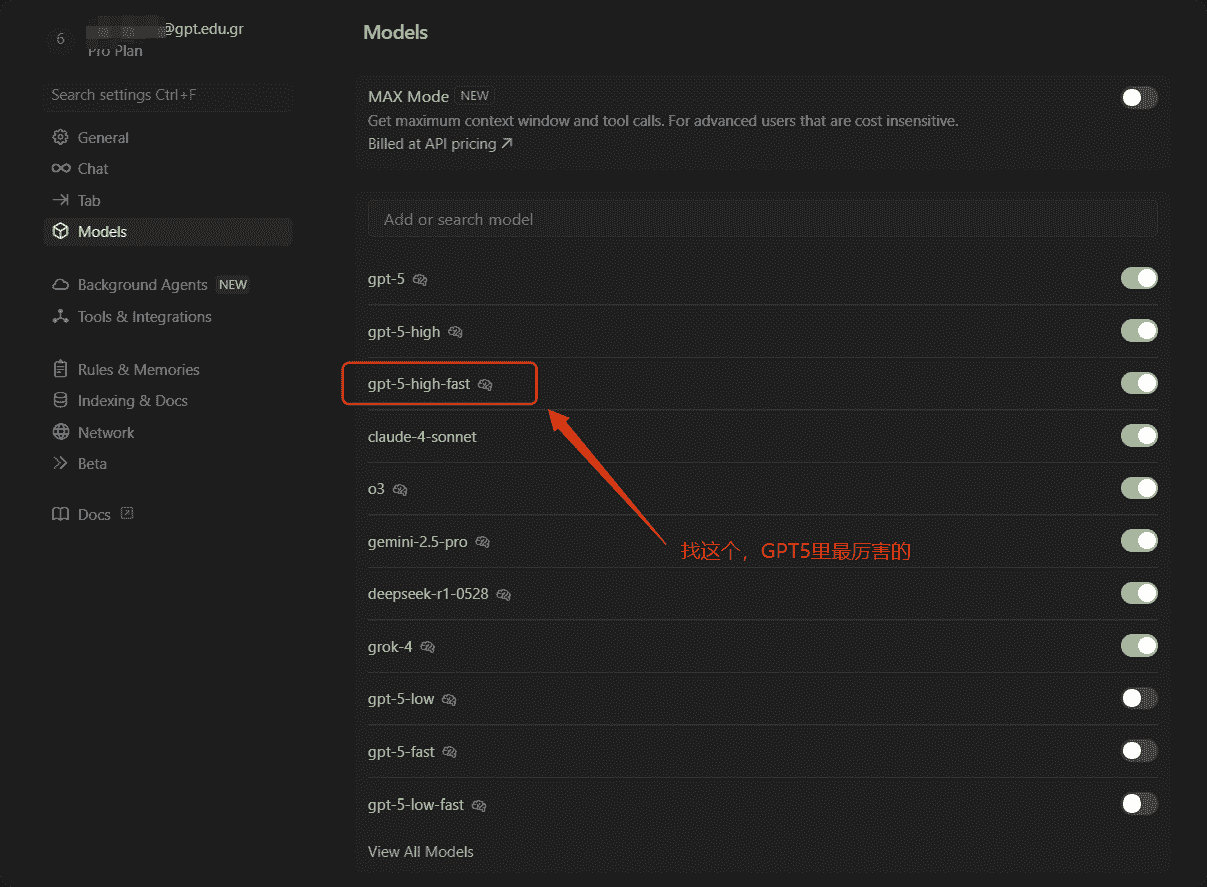 6
@gpt.edu.gr
Pro Plan
Search settings Ctrl+F
General
Chat
Tab
Models
Background Agents NEW
Tools & Integrations
Rules & Memories
Indexing & Docs
Network
Beta
Docs
Models
MAX Mode NEW
Get maximum context window and tool calls. For advanced users that are cost insensitive.
Billed at API pricing
Add or search model
gpt-5
gpt-5-high
gpt-5-high-fast
claude-4-sonnet
o3
gemini-2.5-pro
找这个，GPT5里最厉害的
deepseek-r1-0528
grok-4
gpt-5-low
gpt-5-fast
gpt-5-low-fast
View All Models